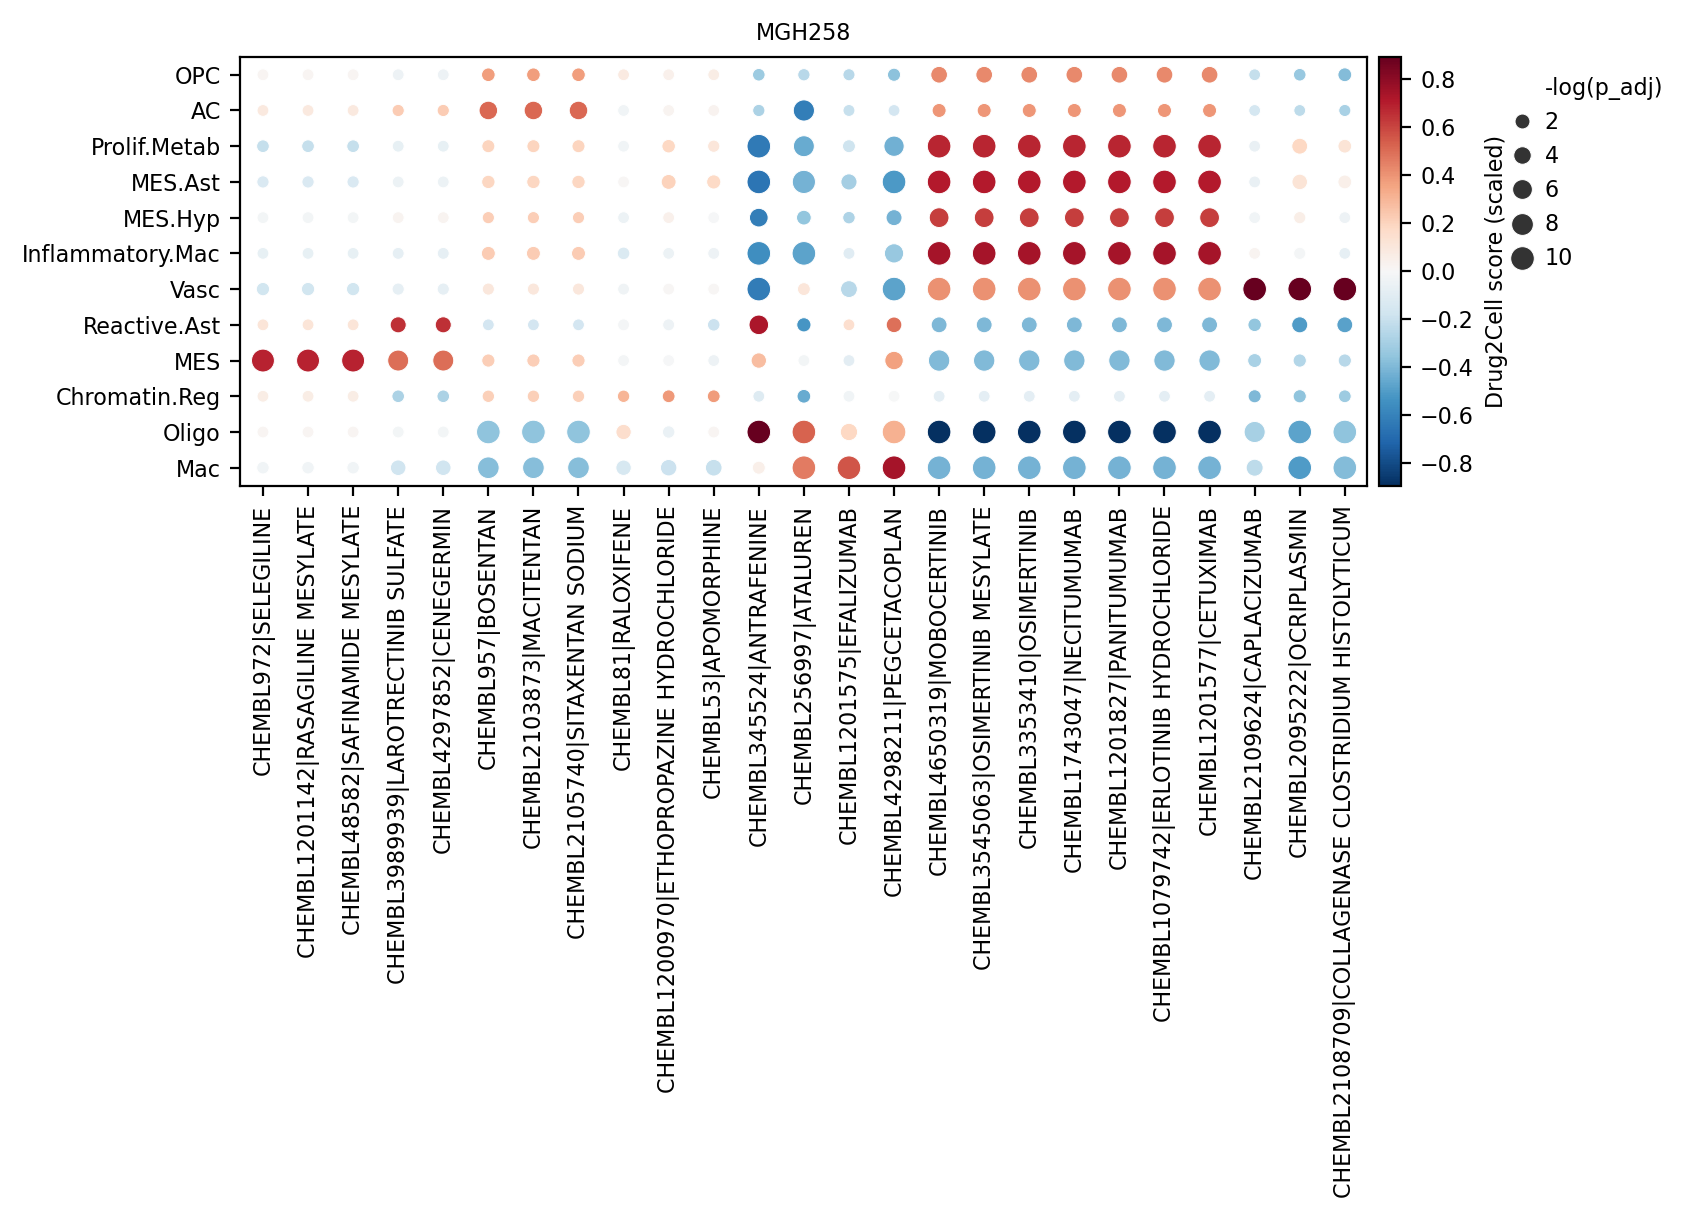 MGH258
OPC
AC
Prolif.Metab
MES.Ast
MES.Hyp
Inflammatory.Mac
Vasc
Reactive.Ast
MES
Chromatin.Reg
Oligo
Mac
CHEMBL972|SELEGILINE
CHEMBL1201142|RASAGILINE MESYLATE
CHEMBL48582|SAFINAMIDE MESYLATE
CHEMBL3989939|LAROTRECTINIB SULFATE
CHEMBL4297852|CENEGERMIN
CHEMBL957|BOSENTAN
CHEMBL2103873|MACITENTAN
CHEMBL2105740|SITAXENTAN SODIUM
CHEMBL81|RALOXIFENE
CHEMBL1200970|ETHOPROPAZINE HYDROCHLORIDE
CHEMBL53|APOMORPHINE
CHEMBL345524|ANTRAFENINE
CHEMBL256997|ATALUREN
CHEMBL1201575|EFALIZUMAB
CHEMBL4298211|PEGCETACOPLAN
CHEMBL4650319|MOBOCERTINIB
CHEMBL3545063|OSIMERTINIB MESYLATE
CHEMBL3353410|OSIMERTINIB
CHEMBL1743047|NECITUMUMAB
CHEMBL1201827|PANITUMUMAB
CHEMBL1079742|ERLOTINIB HYDROCHLORIDE
CHEMBL1201577|CETUXIMAB
CHEMBL2109624|CAPLACIZUMAB
CHEMBL2095222|OCRIPLASMIN
CHEMBL2108709|COLLAGENASE CLOSTRIDIUM HISTOLYTICUM
0.8
0.6
0.4
0.2
0.0
−0.2
−0.4
−0.6
−0.8
Drug2Cell score (scaled)
-log(p_adj)
2
4
6
8
10